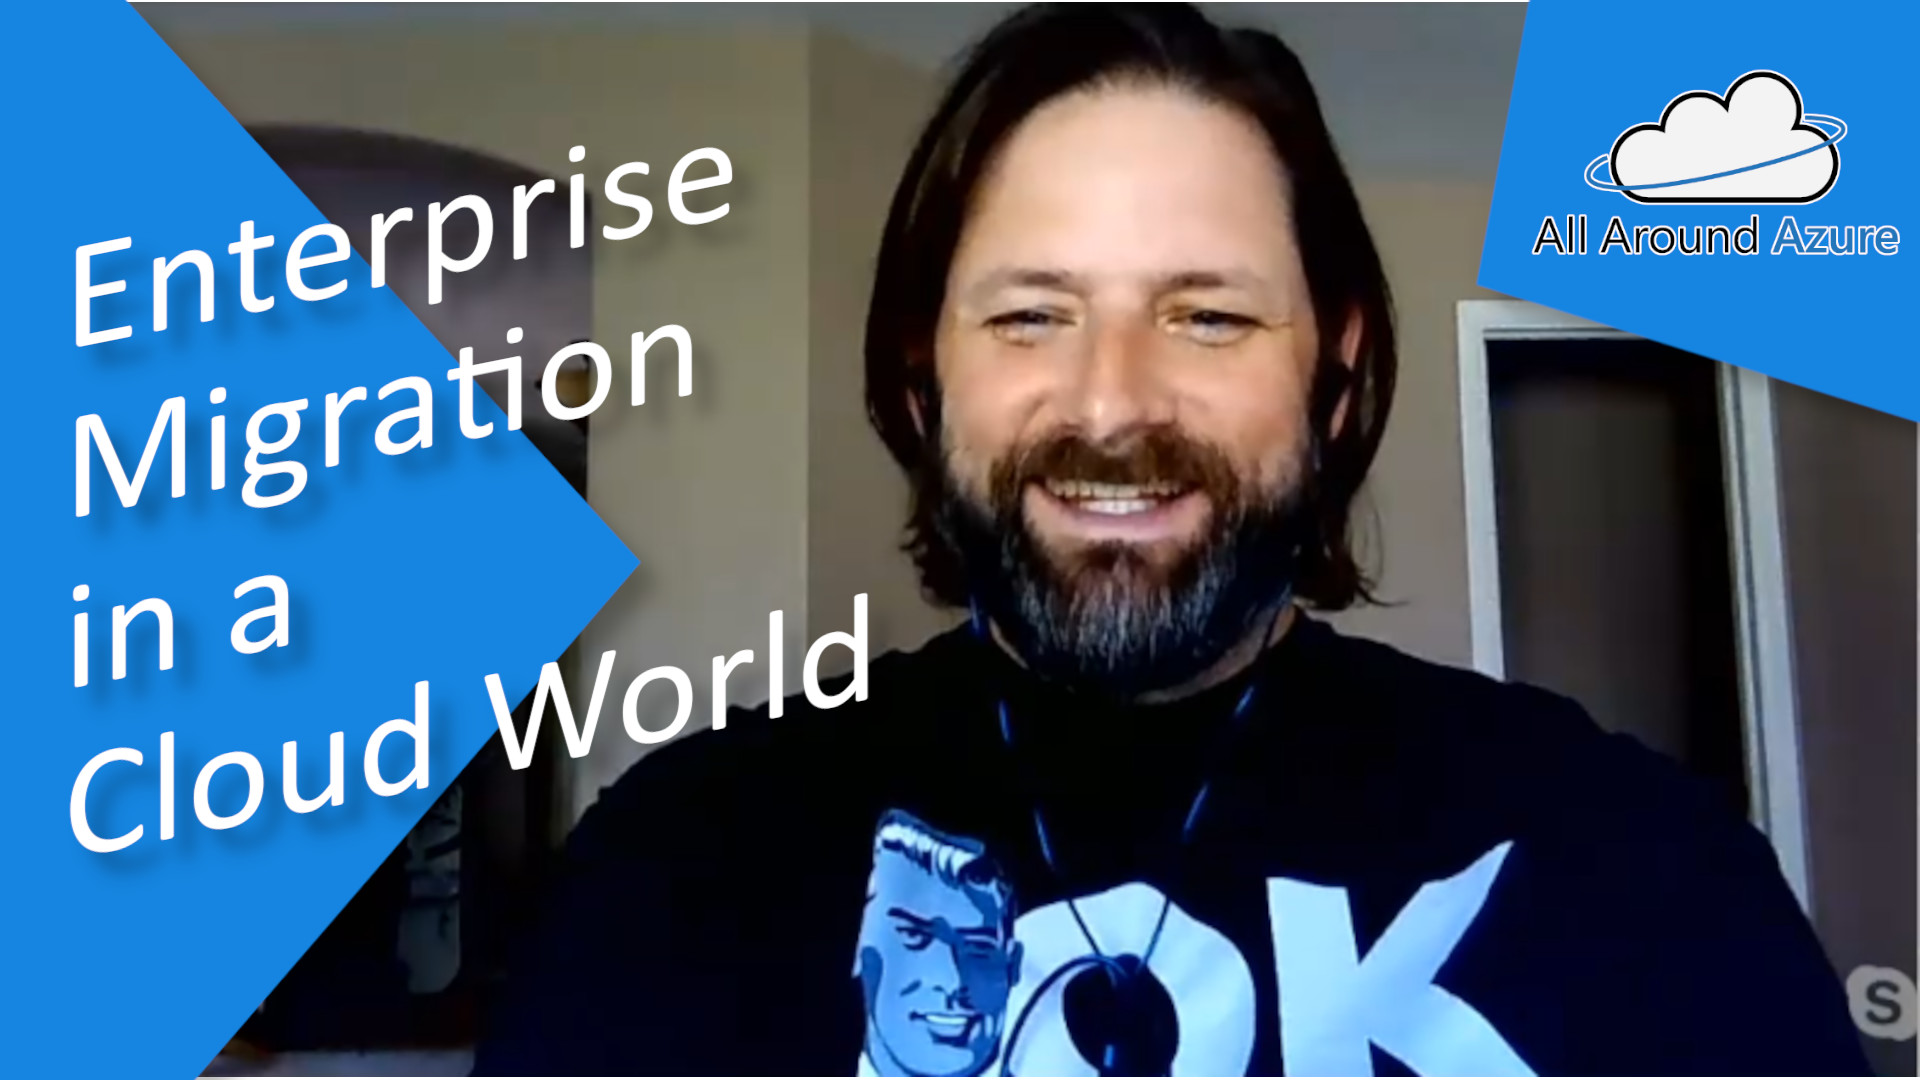 Enterprise
Migration
in a
Cloud World
All Around Azure
OK
S